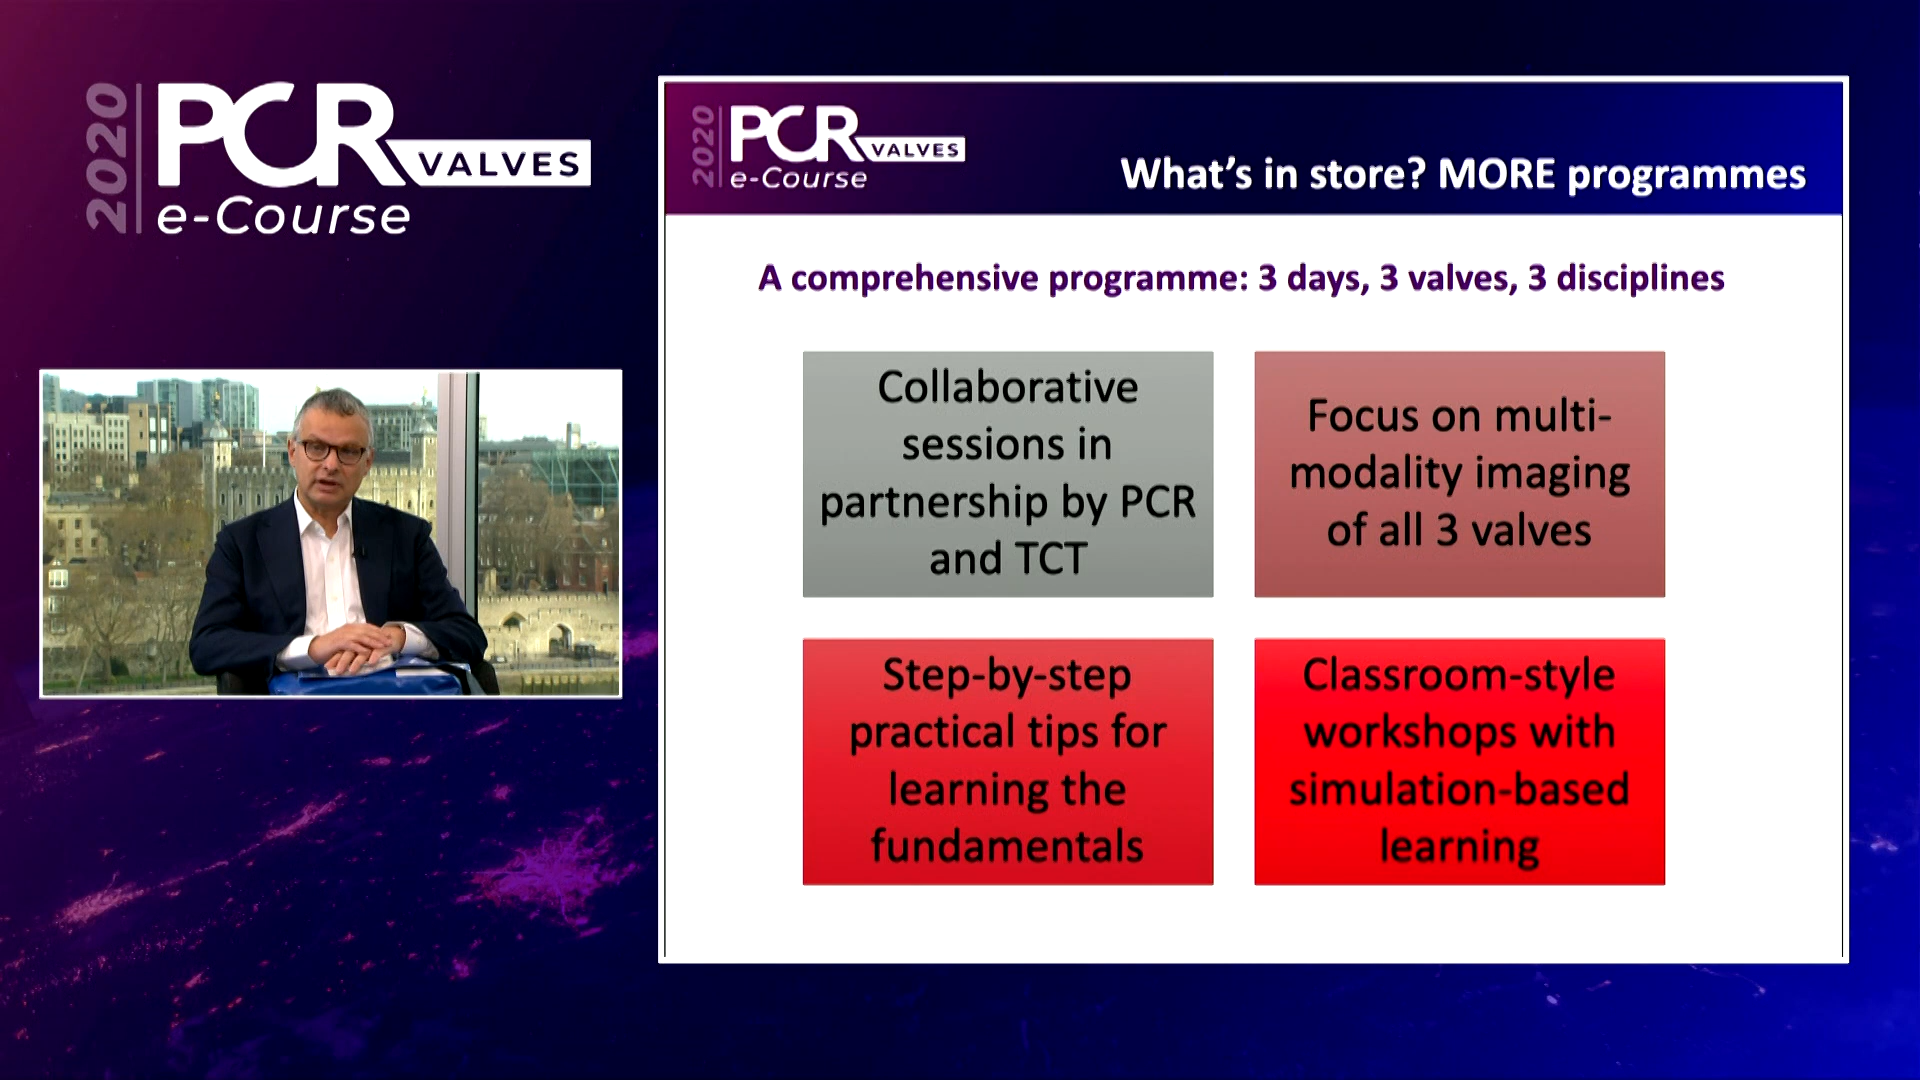 2020
PCR
VALVES
e-Course
2020
PCR
VALVES
e-Course
What's in store? MORE programmes
A comprehensive programme: 3 days, 3 valves, 3 disciplines
Collaborative
sessions in
partnership by PCR
and TCT
Focus on multi-
modality imaging
of all 3 valves
Step-by-step
practical tips for
learning the
fundamentals
Classroom-style
workshops with
simulation-based
learning